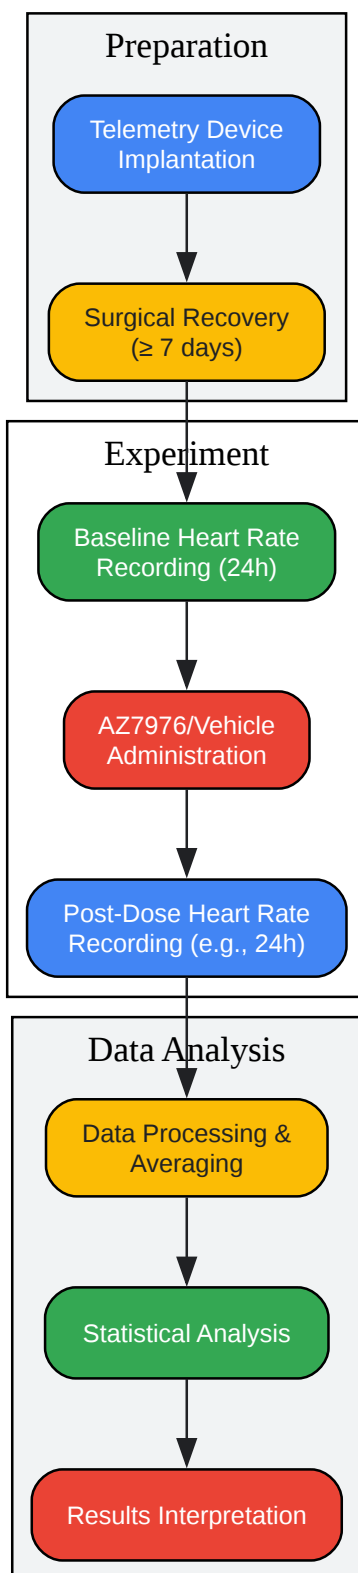 Preparation
Telemetry Device
Implantation
Surgical Recovery
(≥ 7 days)
Experiment
Baseline Heart Rate
Recording (24h)
AZ7976/Vehicle
Administration
Post-Dose Heart Rate
Recording (e.g., 24h)
Data Analysis
Data Processing &
Averaging
Statistical Analysis
Results Interpretation